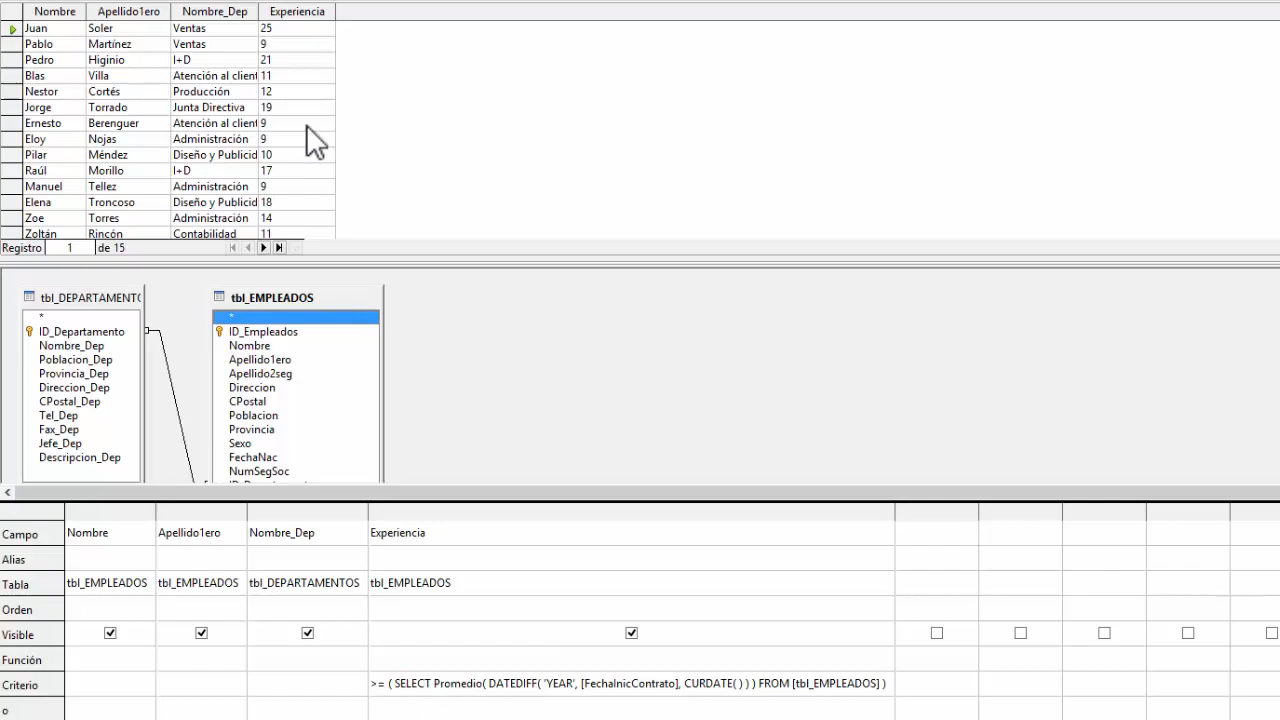 Nombre Apellido1ero Nombre_Dep Experiencia
Juan Soler Ventas 25
Pablo Martínez Ventas 9
Pedro Higinio I+D 21
Blas Villa Atención al client 11
Nestor Cortés Producción 12
Jorge Torrado Junta Directiva 19
Ernesto Berenguer Atención al client 9
Eloy Nojas Administración 9
Pilar Méndez Diseño y Publicid 10
Raúl Morillo I+D 17
Manuel Tellez Administración 9
Elena Troncoso Diseño y Publicid 18
Zoe Torres Administración 14
Zoltán Rincón Contabilidad 11
Registro 1 de 15
tbl_DEPARTAMENTO
*
ID_Departamento
Nombre_Dep
Poblacion_Dep
Provincia_Dep
Direccion_Dep
CPostal_Dep
Tel_Dep
Fax_Dep
Jefe_Dep
Descripcion_Dep
tbl_EMPLEADOS
*
ID_Empleados
Nombre
Apellido1ero
Apellido2seg
Direccion
CPostal
Poblacion
Provincia
Sexo
FechaNac
NumSegSoc
Campo Nombre Apellido1ero Nombre_Dep Experiencia
Alias
Tabla tbl_EMPLEADOS tbl_EMPLEADOS tbl_DEPARTAMENTOS tbl_EMPLEADOS
Orden
Visible
Función
Criterio >= ( SELECT Promedio( DATEDIFF( 'YEAR', [FechaInicContrato], CURDATE( ) ) ) FROM [tbl_EMPLEADOS] )
o